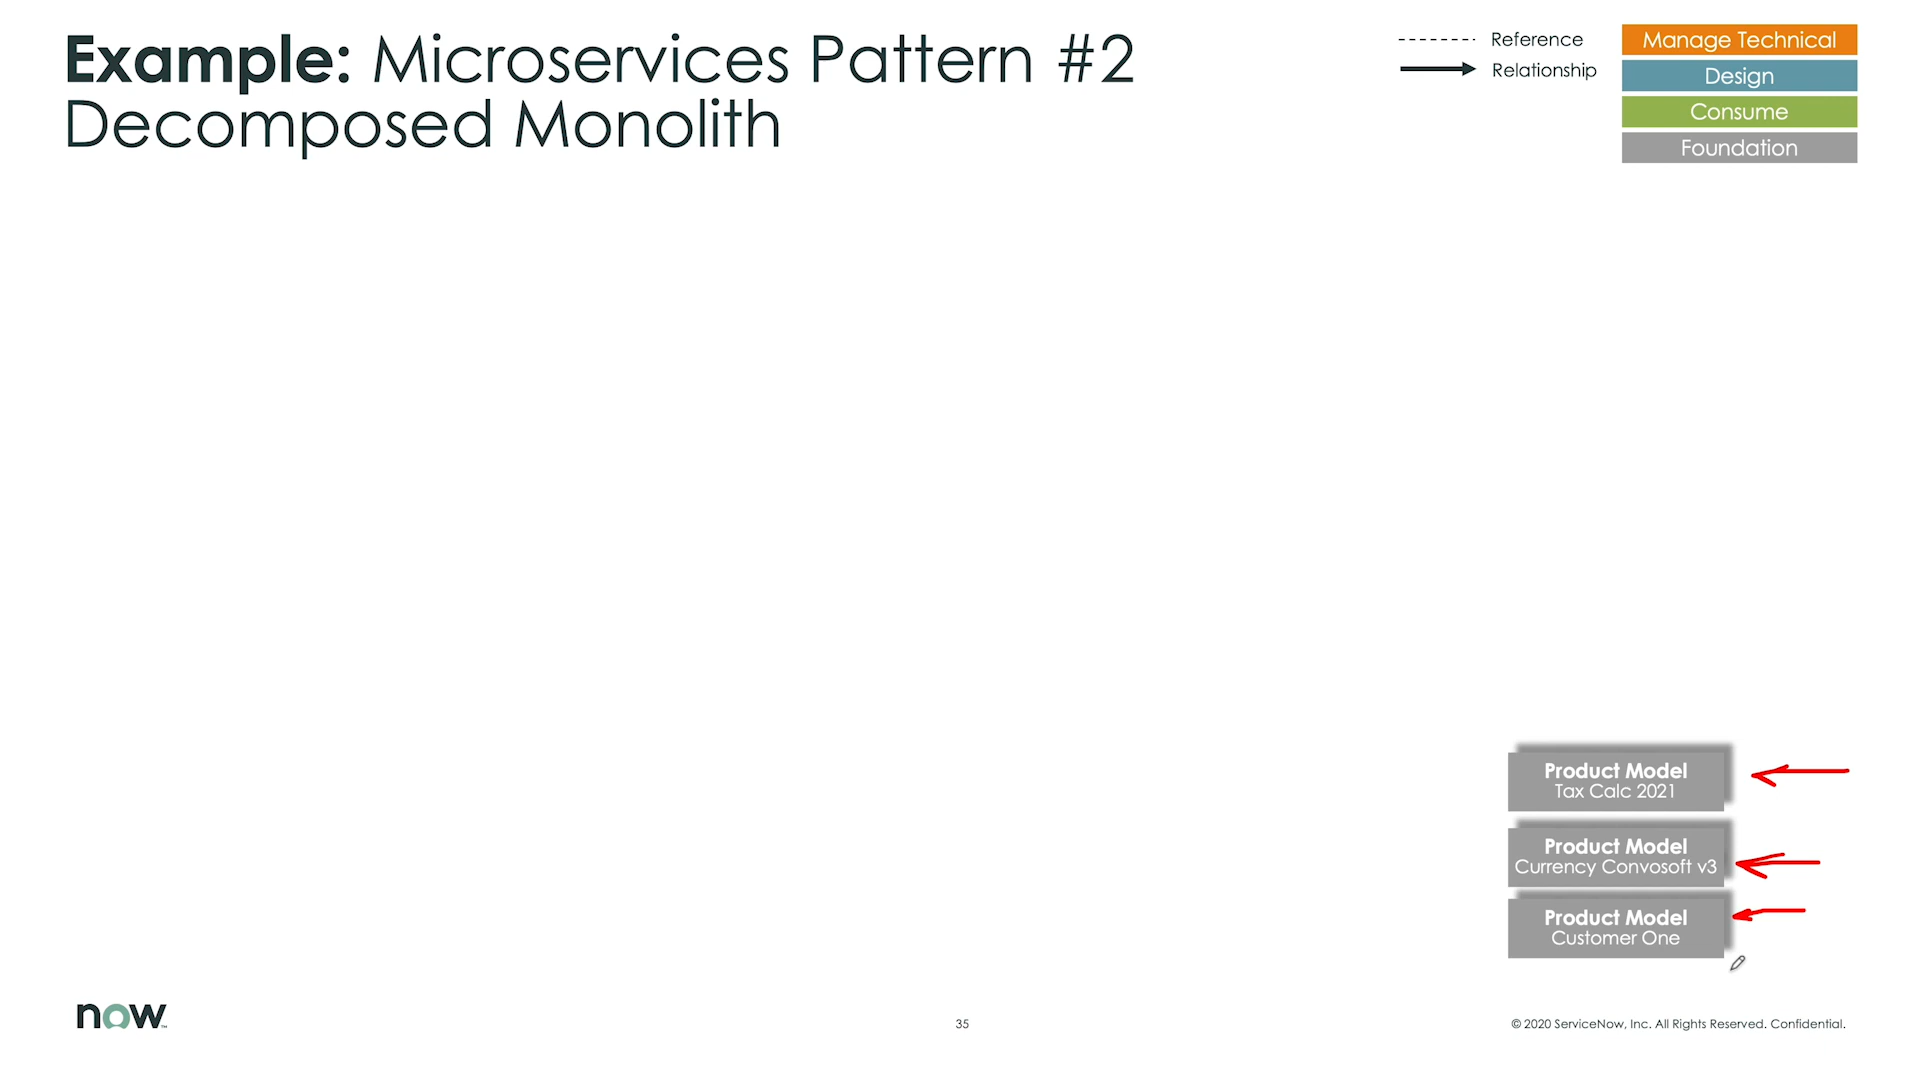 Example: Microservices Pattern #2
Decomposed Monolith
Reference
Relationship
Manage Technical
Design
Consume
Foundation
Product Model
Tax Calc 2021
Product Model
Currency Convosoft v3
Product Model
Customer One
now
35
© 2020 ServiceNow, Inc. All Rights Reserved. Confidential.